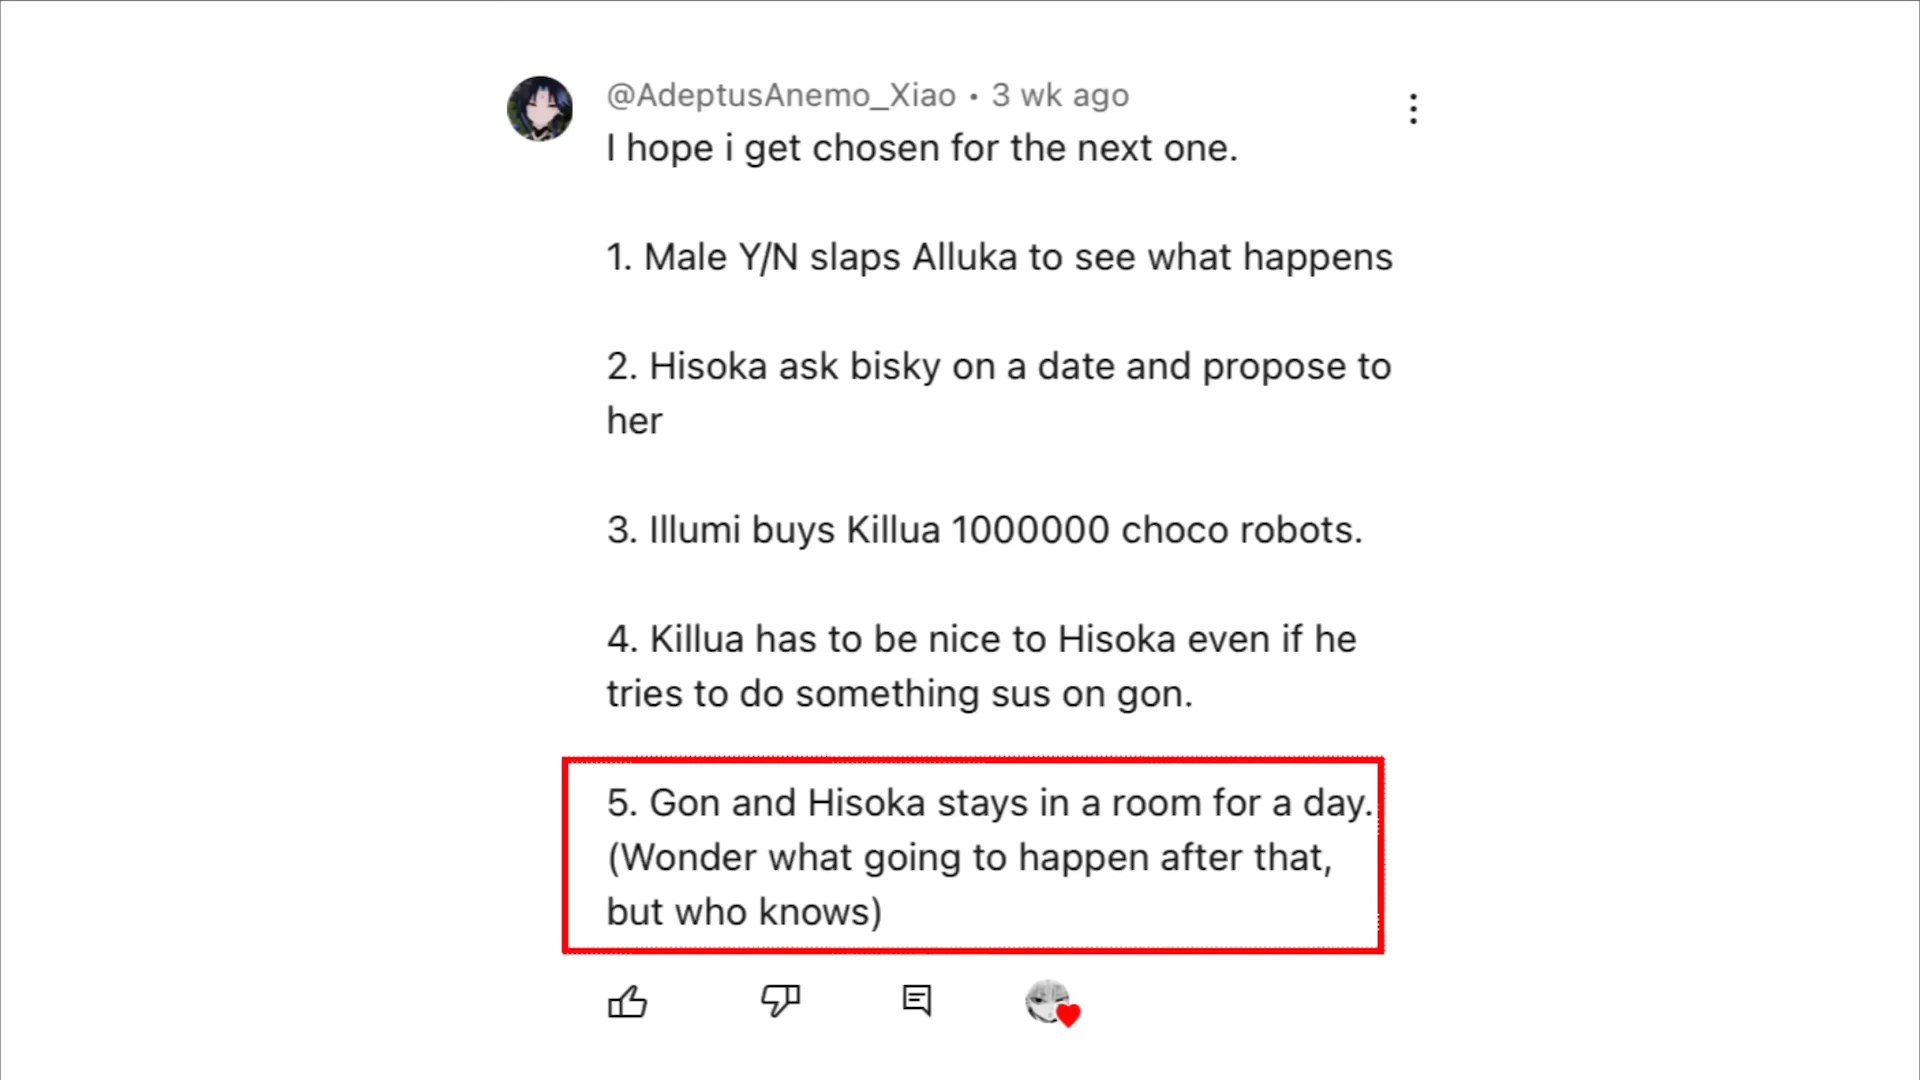 @AdeptusAnemo_Xiao • 3 wk ago
I hope i get chosen for the next one.
1. Male Y/N slaps Alluka to see what happens
2. Hisoka ask bisky on a date and propose to
her
3. Illumi buys Killua 1000000 choco robots.
4. Killua has to be nice to Hisoka even if he
tries to do something sus on gon.
5. Gon and Hisoka stays in a room for a day.
(Wonder what going to happen after that,
but who knows)